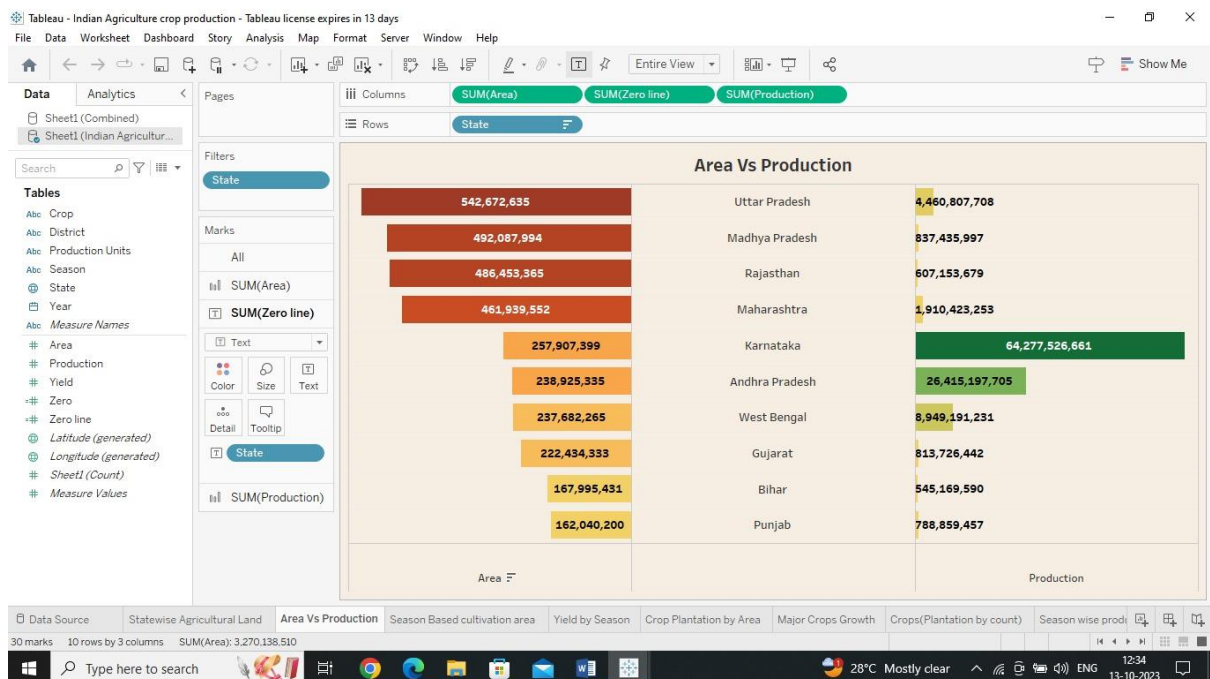 Tableau - Indian Agriculture crop production - Tableau license expires in 13 days
File Data Worksheet Dashboard Story Analysis Map Format Server Window Help
Entire View
Show Me
Data Analytics
Pages
Columns SUM(Area) SUM(Zero line) SUM(Production)
Sheet1 (Combined)
Sheet1 (Indian Agricultur...
Rows State
Search
Filters
State
Tables
Abc Crop
Abc District
Abc Production Units
Abc Season
State
Year
Abc Measure Names
# Area
# Production
# Yield
=# Zero
=# Zero line
Latitude (generated)
Longitude (generated)
# Sheet1 (Count)
# Measure Values
Marks
All
SUM(Area)
SUM(Zero line)
Text
Color Size Text
Detail Tooltip
State
SUM(Production)
Area Vs Production
542,672,635 Uttar Pradesh 4,460,807,708
492,087,994 Madhya Pradesh 837,435,997
486,453,365 Rajasthan 607,153,679
461,939,552 Maharashtra 1,910,423,253
257,907,399 Karnataka 64,277,526,661
238,925,335 Andhra Pradesh 26,415,197,705
237,682,265 West Bengal 8,949,191,231
222,434,333 Gujarat 813,726,442
167,995,431 Bihar 545,169,590
162,040,200 Punjab 788,859,457
Area Production
Data Source Statewise Agricultural Land Area Vs Production Season Based cultivation area Yield by Season Crop Plantation by Area Major Crops Growth Crops(Plantation by count) Season wise produ
30 marks 10 rows by 3 columns SUM(Area): 3,270,138,510
Type here to search
28°C Mostly clear
ENG
12:34
13-10-2023